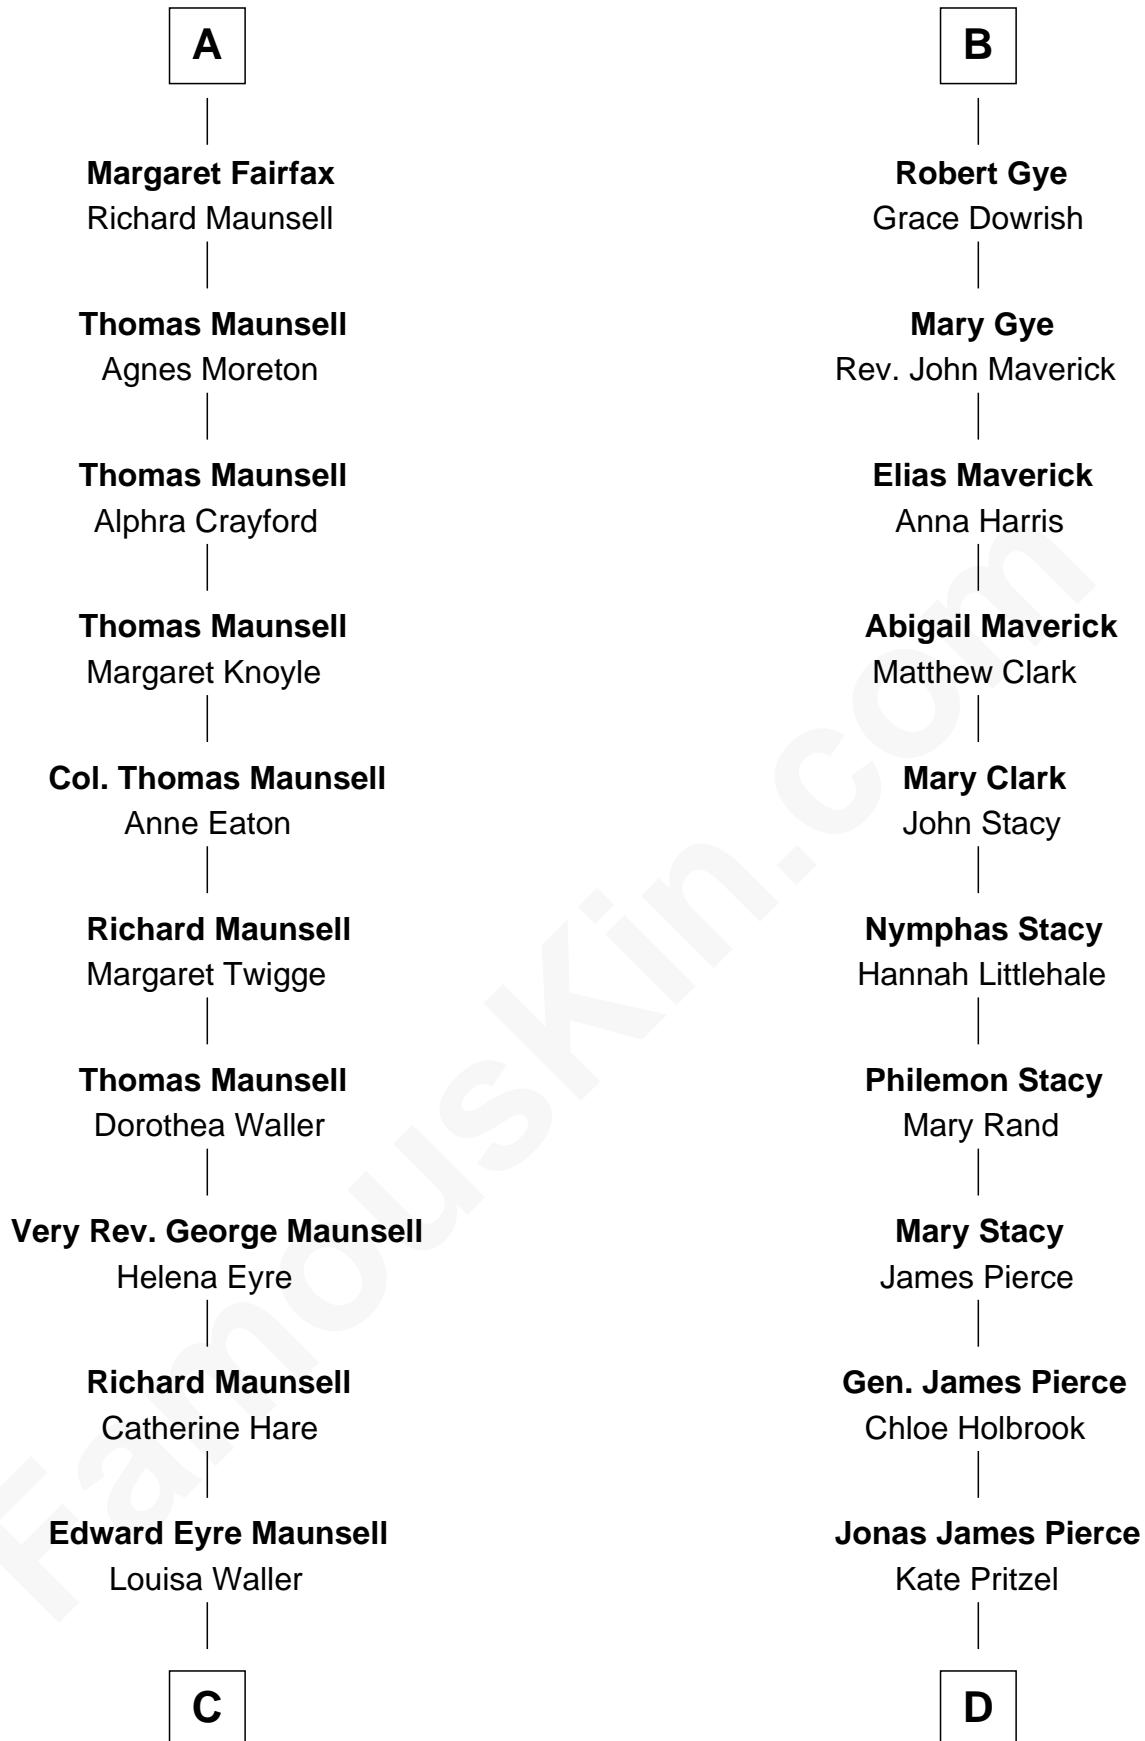 A
Margaret Fairfax
Richard Maunsell
Thomas Maunsell
Agnes Moreton
Thomas Maunsell
Alphra Crayford
Thomas Maunsell
Margaret Knoyle
Col. Thomas Maunsell
Anne Eaton
Richard Maunsell
Margaret Twigge
Thomas Maunsell
Dorothea Waller
Very Rev. George Maunsell
Helena Eyre
Richard Maunsell
Catherine Hare
Edward Eyre Maunsell
Louisa Waller
C
B
Robert Gye
Grace Dowrish
Mary Gye
Rev. John Maverick
Elias Maverick
Anna Harris
Abigail Maverick
Matthew Clark
Mary Clark
John Stacy
Nymphas Stacy
Hannah Littlehale
Philemon Stacy
Mary Rand
Mary Stacy
James Pierce
Gen. James Pierce
Chloe Holbrook
Jonas James Pierce
Kate Pritzel
D
FamousKin.com